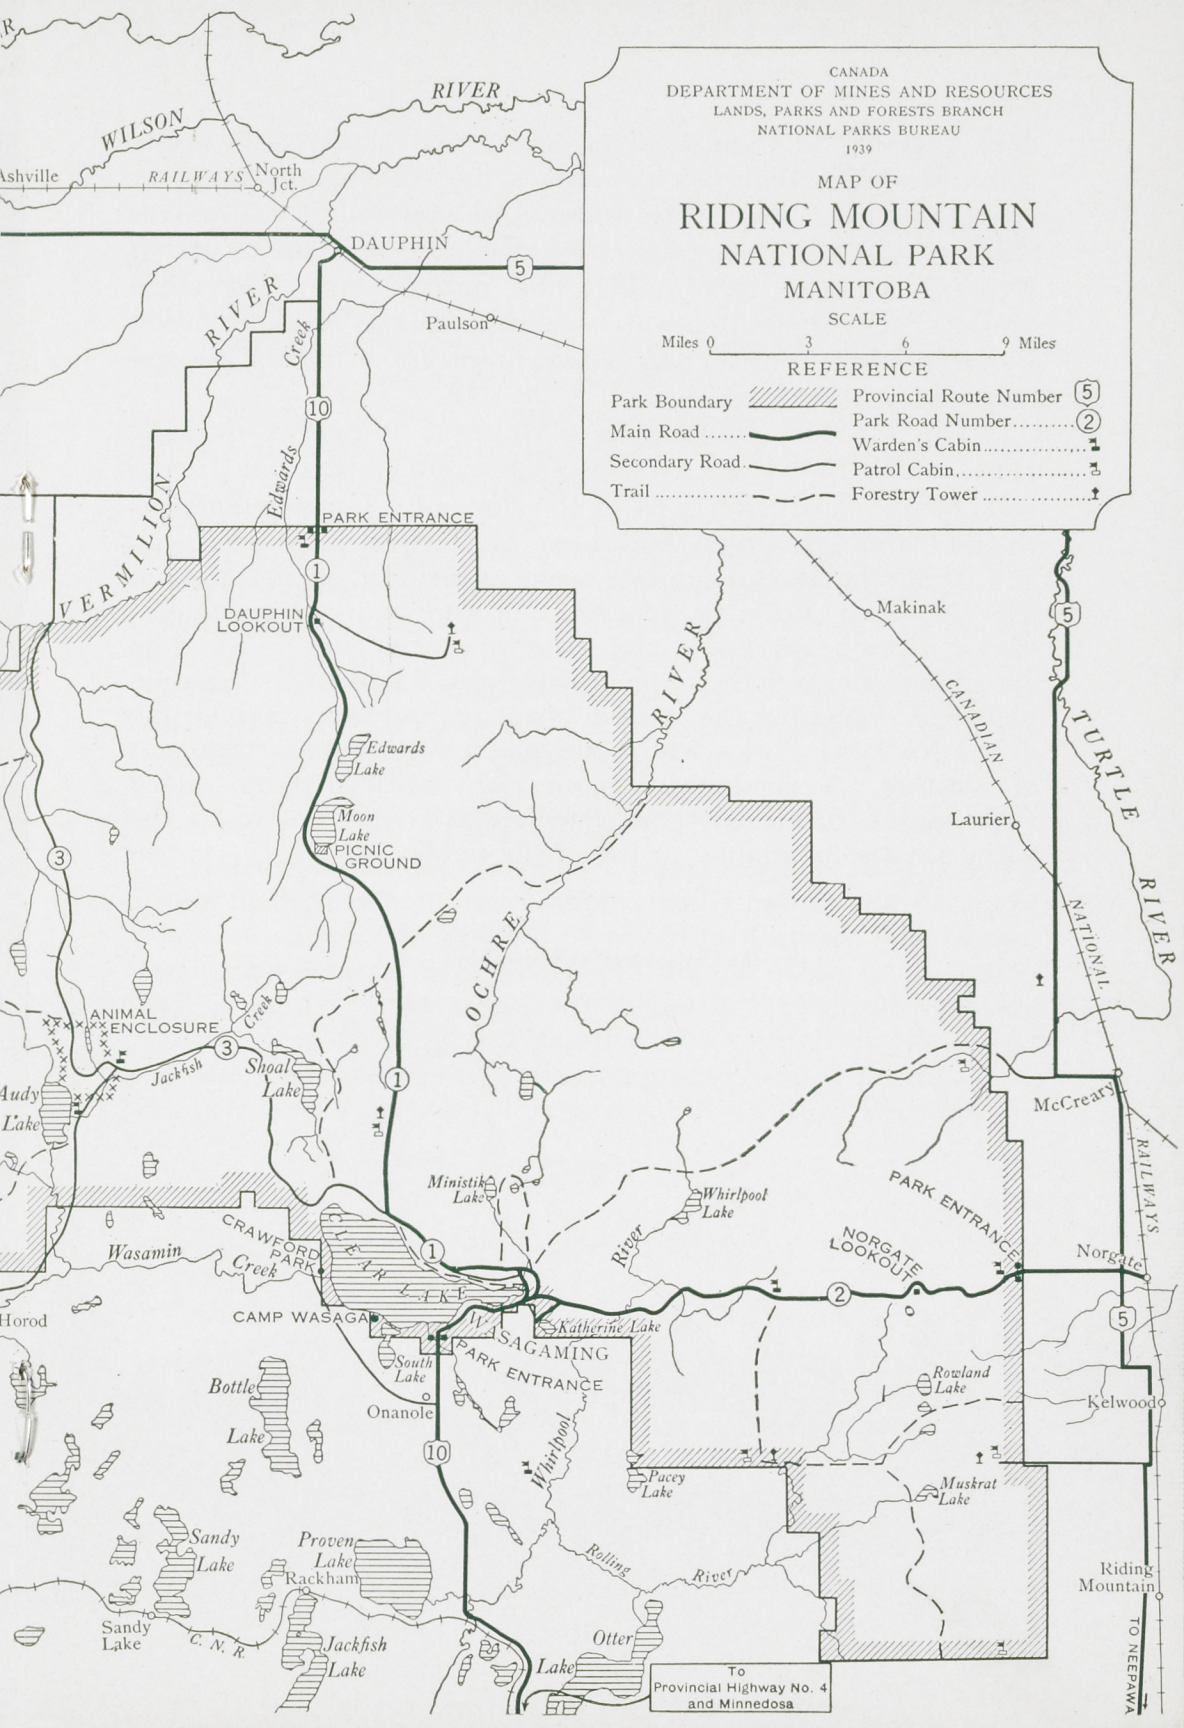 CANADA
DEPARTMENT OF MINES AND RESOURCES
LANDS, PARKS AND FORESTS BRANCH
NATIONAL PARKS BUREAU
1939
MAP OF
RIDING MOUNTAIN
NATIONAL PARK
MANITOBA
SCALE
Miles 0 3 6 9 Miles
REFERENCE
Park Boundary
Main Road
Secondary Road
Trail
Provincial Route Number 5
Park Road Number 2
Warden's Cabin
Patrol Cabin
Forestry Tower
R
WILSON RIVER
Ashville
RAILWAYS
North
Jct.
DAUPHIN
5
Paulson
VERMILION RIVER
Edwards Creek
10
PARK ENTRANCE
1
DAUPHIN
LOOKOUT
Makinak
5
CANADIAN NATIONAL RAILWAYS
TURTLE RIVER
OCHRE RIVER
Edwards
Lake
Moon
Lake
PICNIC
GROUND
Laurier
3
ANIMAL
ENCLOSURE
Jackfish Creek
3
Shoal
Lake
1
Audy
Lake
McCreary
Ministik
Lake
Whirlpool
Lake
PARK ENTRANCE
NORGATE
LOOKOUT
Norgate
CRAWFORD
PARK
Wasamin
Creek
CLEAR LAKE
1
River
2
Horod
CAMP WASAGA
WASAGAMING
Katherine Lake
PARK ENTRANCE
5
South
Lake
Bottle
Lake
Onanole
10
Rowland
Lake
Kelwood
Whirlpool
Pacey
Lake
Muskrat
Lake
Sandy
Lake
Proven
Lake
Rackham
Rolling River
Riding
Mountain
Sandy
Lake
C. N. R.
Jackfish
Lake
Otter
Lake
To
Provincial Highway No. 4
and Minnedosa
TO NEEPAWA